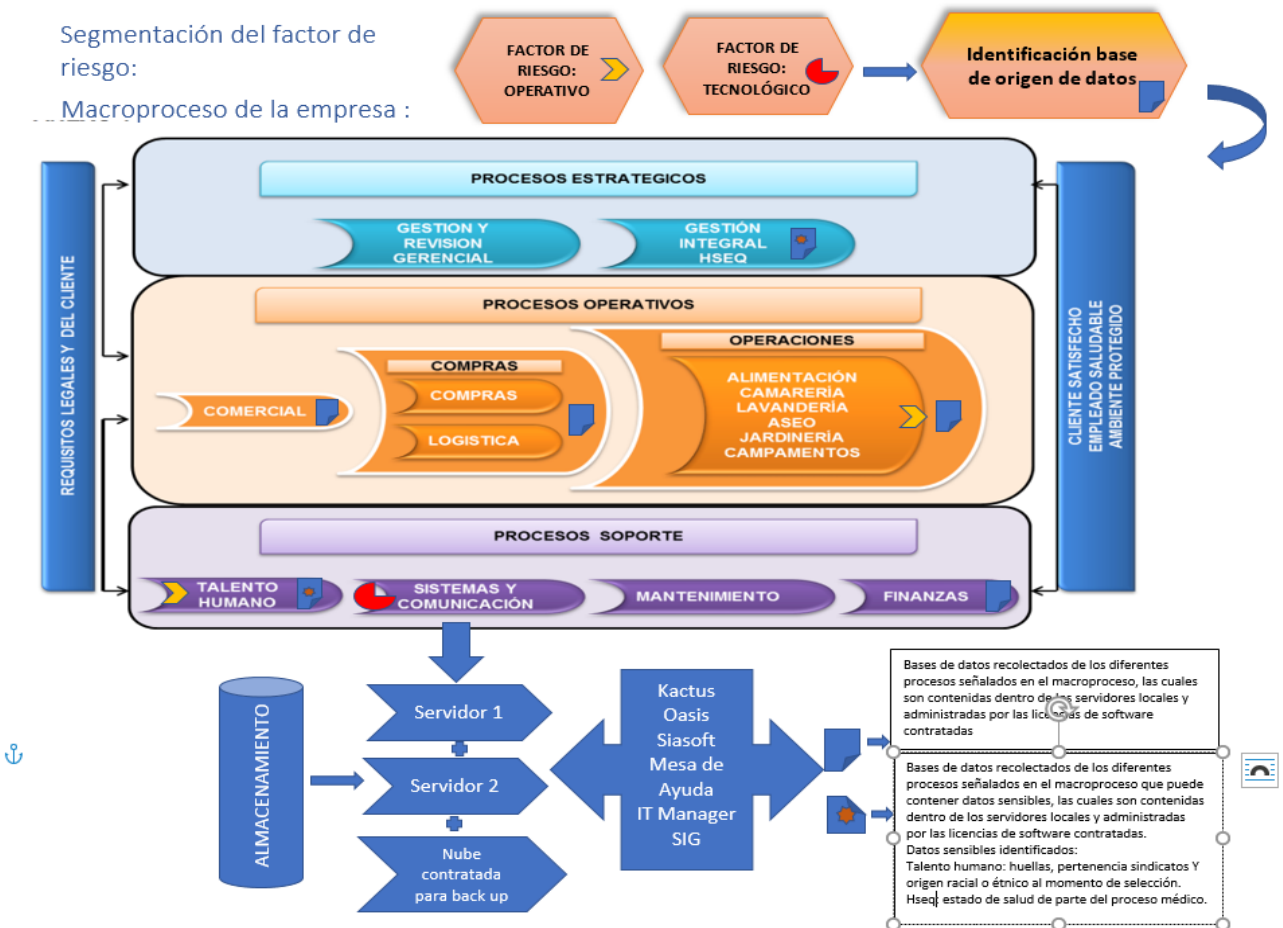 Segmentación del factor de
riesgo:
Macroproceso de la empresa :
FACTOR DE
RIESGO:
OPERATIVO
FACTOR DE
RIESGO:
TECNOLÓGICO
Identificación base
de origen de datos
REQUISITOS LEGALES Y DEL CLIENTE
PROCESOS ESTRATEGICOS
GESTION Y
REVISION
GERENCIAL
GESTIÓN
INTEGRAL
HSEQ
PROCESOS OPERATIVOS
COMERCIAL
COMPRAS
COMPRAS
LOGISTICA
OPERACIONES
ALIMENTACIÓN
CAMARERÍA
LAVANDERÍA
ASEO
JARDINERÍA
CAMPAMENTOS
CLIENTE SATISFECHO
EMPLEADO SALUDABLE
AMBIENTE PROTEGIDO
PROCESOS SOPORTE
TALENTO
HUMANO
SISTEMAS Y
COMUNICACIÓN
MANTENIMIENTO
FINANZAS
ALMACENAMIENTO
Servidor 1
Servidor 2
Nube
contratada
para back up
Kactus
Oasis
Siasoft
Mesa de
Ayuda
IT Manager
SIG
Bases de datos recolectados de los diferentes
procesos señalados en el macroproceso, las cuales
son contenidas dentro de los servidores locales y
administradas por las licencias de software
contratadas
Bases de datos recolectados de los diferentes
procesos señalados en el macroproceso que puede
contener datos sensibles, las cuales son contenidas
dentro de los servidores locales y administradas
por las licencias de software contratadas.
Datos sensibles identificados:
Talento humano: huellas, pertenencia sindicatos Y
origen racial o étnico al momento de selección.
Hseq: estado de salud de parte del proceso médico.